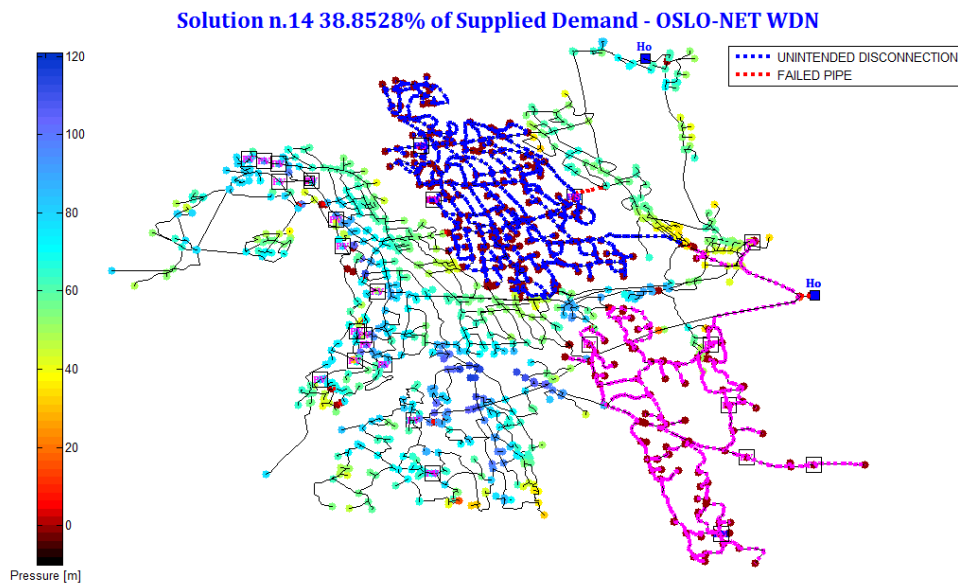 Solution n.14 38.8528% of Supplied Demand - OSLO-NET WDN
Ho
UNINTENDED DISCONNECTION
FAILED PIPE
120
100
80
60
40
20
0
Ho
Pressure [m]